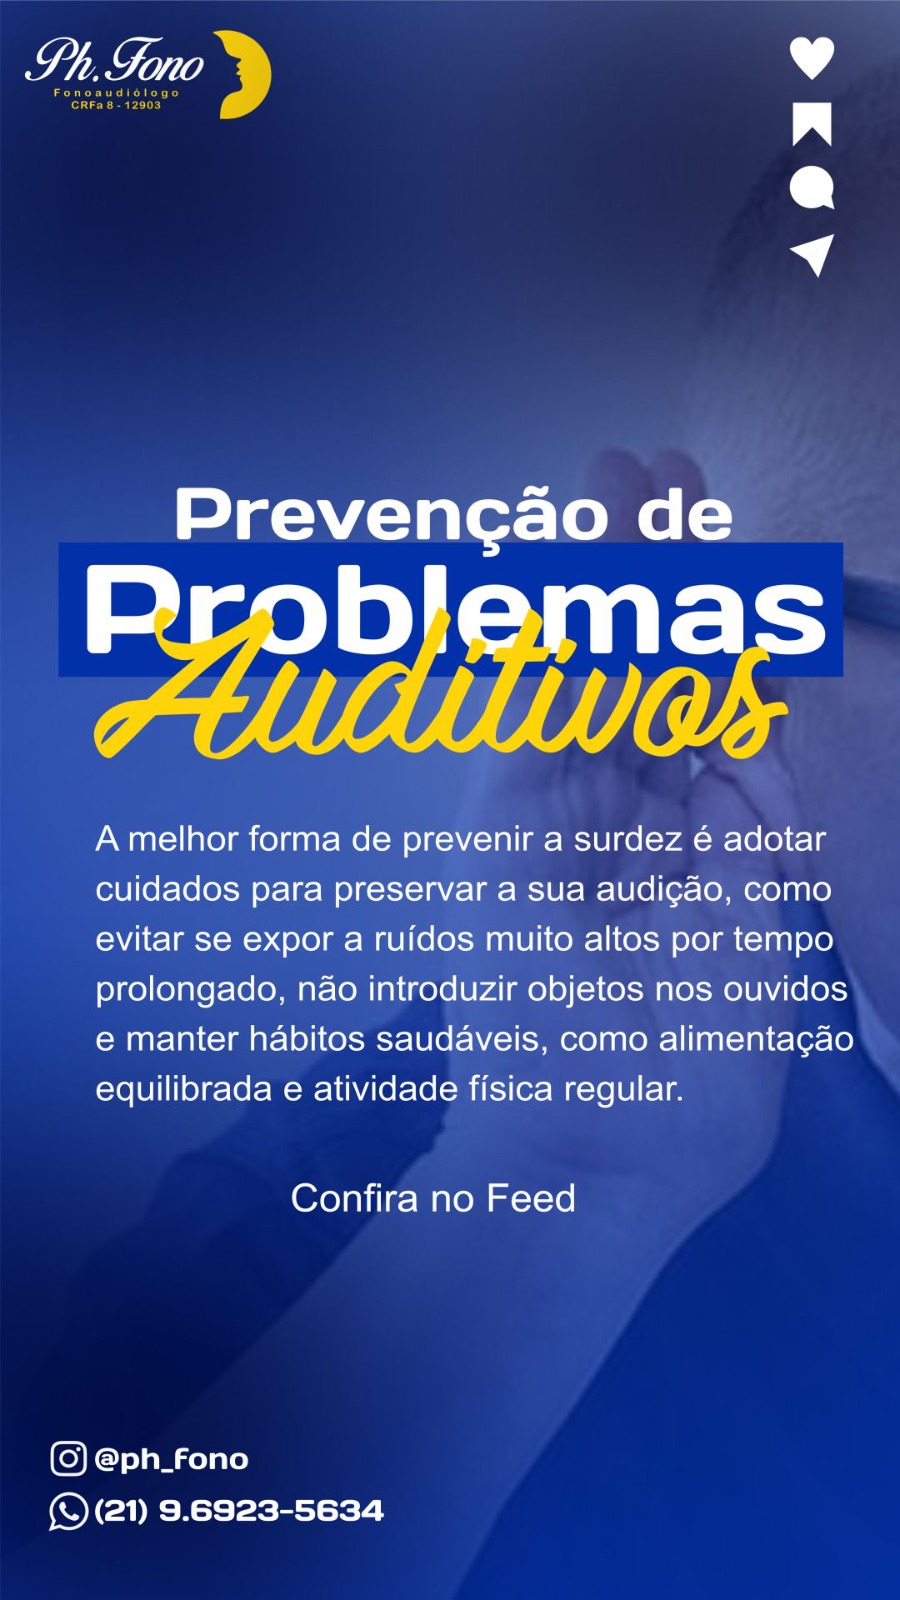 Ph. Fono
Fonoaudiólogo
CRFa 8 - 12903
Prevenção de
Problemas
Auditivos
A melhor forma de prevenir a surdez é adotar
cuidados para preservar a sua audição, como
evitar se expor a ruídos muito altos por tempo
prolongado, não introduzir objetos nos ouvidos
e manter hábitos saudáveis, como alimentação
equilibrada e atividade física regular.
Confira no Feed
@ph_fono
(21) 9.6923-5634